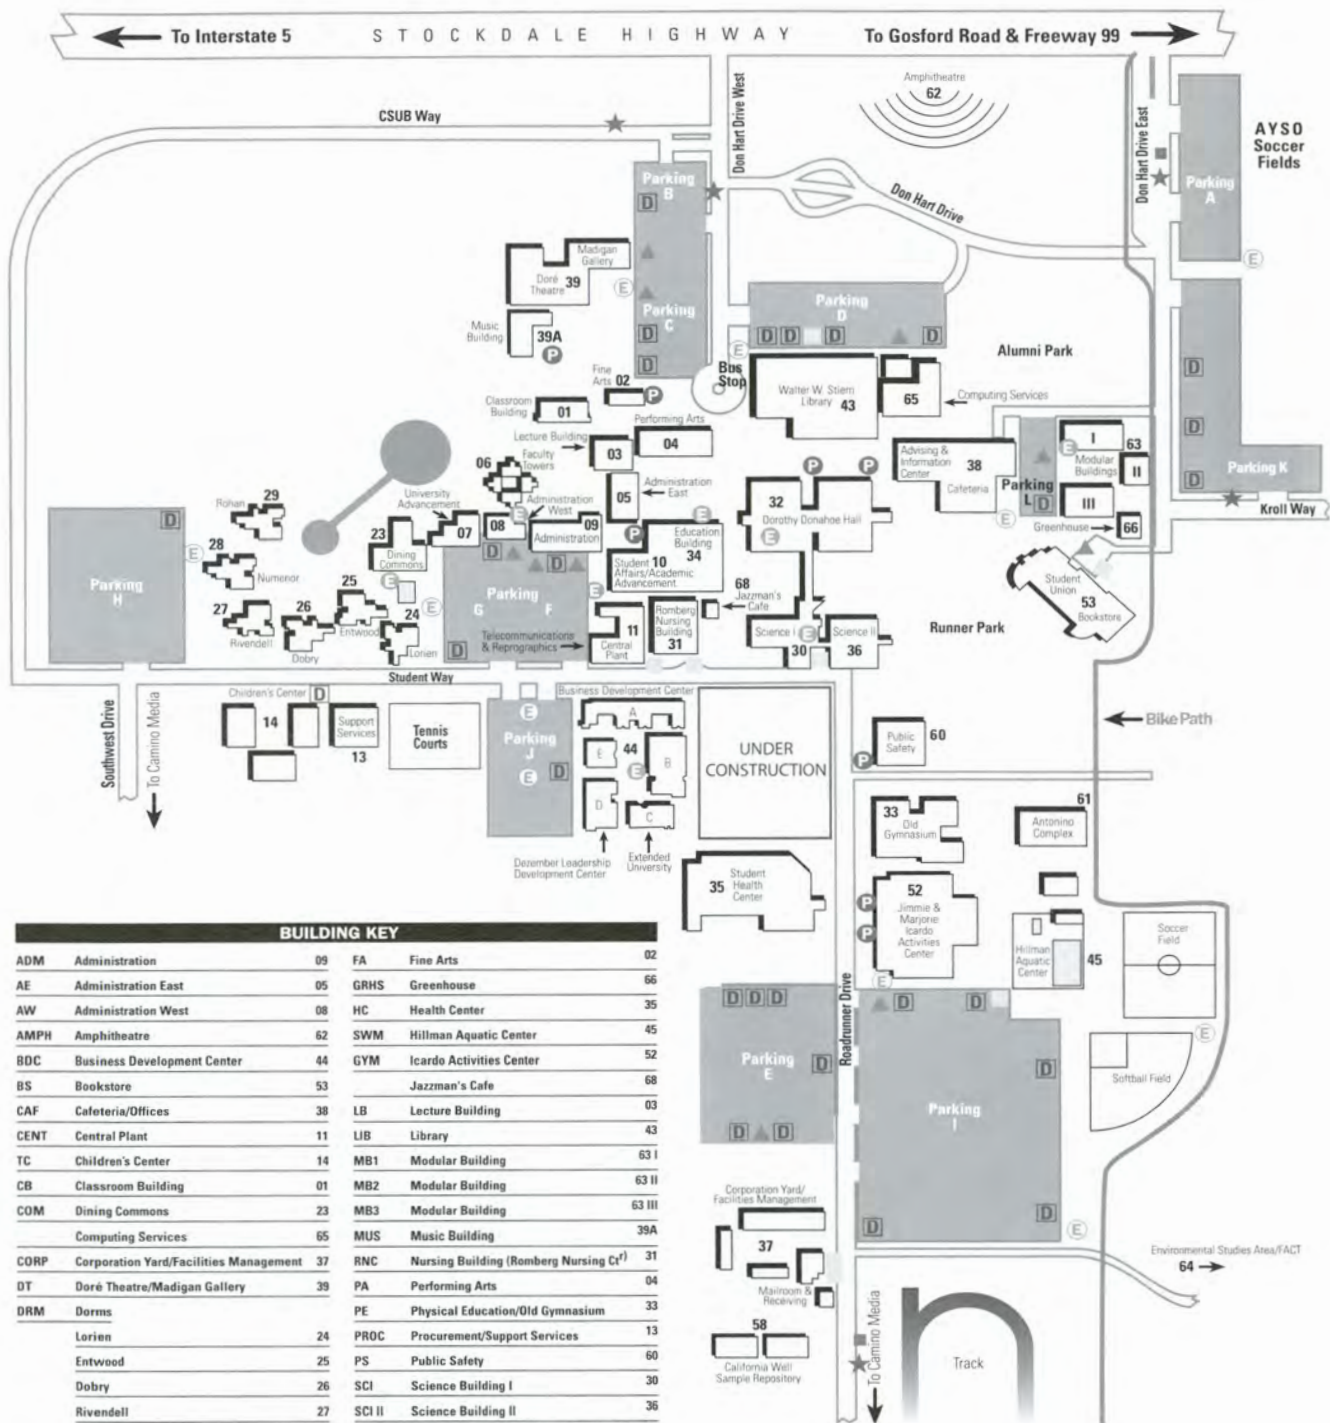 To Interstate 5
STOCKDALE HIGHWAY
To Gosford Road & Freeway 99
Amphitheatre
62
CSUB Way
Don Hart Drive West
Don Hart Drive East
AYSO
Soccer
Fields
Parking
B
D
Parking
A
Don Hart Drive
E
Madigan
Gallery
Doré
Theatre 39
E
Parking
C
D
D
Parking
D
D D D D
Music
Building
39A
P
E
Bus
Stop
Alumni Park
Fine
Arts 02
P
Walter W. Stiern
Library 43
65
Computing Services
D
D
D
Classroom
Building
01
Performing Arts
04
Lecture Building
03
Faculty
Towers
06
Advising &
Information
Center
38
Cafeteria
E
I
63
Modular
Buildings
II
III
Parking
L
D
E
Parking K
Greenhouse
66
Kroll Way
P P
32
Dorothy Donahoe Hall
E
Administration
East
05
University
Advancement
07
Administration
West
E
08
09
Administration
P
E
Education
Building
34
Student 10
Affairs/Academic
Advancement
Rohan
29
28
Numenor
27
Rivendell
26
Dobry
25
Entwood
24
Lorien
23
Dining
Commons
E
E
D
E
Parking
H
D D
Parking
G F
D
E
68
Jazzman's
Cafe
Student
Union
53
Bookstore
Telecommunications
& Reprographics
11
Central
Plant
Romberg
Nursing
Building
31
Science I
30
E
Science II
36
Runner Park
Student Way
Southwest Drive
To Camino Media
Children's Center D
14
Support
Services
13
Tennis
Courts
E
Parking
J
E
D
Business Development Center
A
E
44
B
E
D
C
Dezember Leadership
Development Center
Extended
University
UNDER
CONSTRUCTION
Public
Safety
60
P
Bike Path
33
Old
Gymnasium
61
Antonino
Complex
35
Student
Health
Center
P
P
52
Jimmie &
Marjorie
Icardo
Activities
Center
E
Hillman
Aquatic
Center
45
Soccer
Field
E
Softball Field
Roadrunner Drive
D D D
Parking
E
D
D D
D D
D
Parking
I
D
D
E
Corporation Yard/
Facilities Management
37
Mailroom &
Receiving
58
California Well
Sample Repository
To Camino Media
Track
Environmental Studies Area/FACT
64
BUILDING KEY
ADM Administration 09
AE Administration East 05
AW Administration West 08
AMPH Amphitheatre 62
BDC Business Development Center 44
BS Bookstore 53
CAF Cafeteria/Offices 38
CENT Central Plant 11
TC Children's Center 14
CB Classroom Building 01
COM Dining Commons 23
Computing Services 65
CORP Corporation Yard/Facilities Management 37
DT Doré Theatre/Madigan Gallery 39
DRM Dorms
Lorien 24
Entwood 25
Dobry 26
Rivendell 27
FA Fine Arts 02
GRHS Greenhouse 66
HC Health Center 35
SWM Hillman Aquatic Center 45
GYM Icardo Activities Center 52
Jazzman's Cafe 68
LB Lecture Building 03
LIB Library 43
MB1 Modular Building 63 I
MB2 Modular Building 63 II
MB3 Modular Building 63 III
MUS Music Building 39A
RNC Nursing Building (Romberg Nursing Ctr) 31
PA Performing Arts 04
PE Physical Education/Old Gymnasium 33
PROC Procurement/Support Services 13
PS Public Safety 60
SCI Science Building I 30
SCI II Science Building II 36